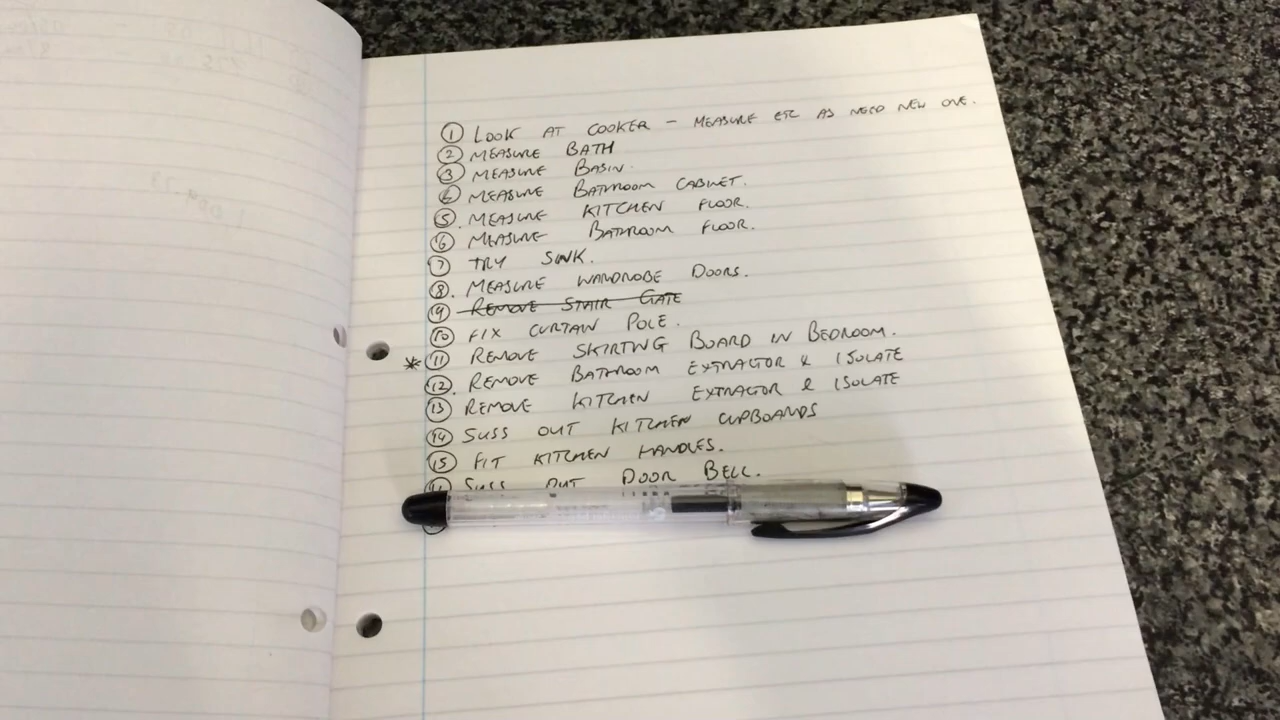 ① LOOK AT COOKER - MEASURE ETC AS NEED NEW ONE.
② MEASURE BATH
③ MEASURE BASIN.
④ MEASURE BATHROOM CABINET.
⑤. MEASURE KITCHEN FLOOR.
⑥ MEASURE BATHROOM FLOOR.
⑦ TRY SINK.
⑧. MEASURE WARDROBE DOORS.
⑨ REMOVE STAIR GATE
⑩ FIX CURTAIN POLE.
* ⑪ REMOVE SKIRTING BOARD IN BEDROOM.
⑫. REMOVE BATHROOM EXTRACTOR & ISOLATE
⑬ REMOVE KITCHEN EXTRACTOR & ISOLATE
⑭ SUSS OUT KITCHEN CUPBOARDS
⑮ FIT KITCHEN HANDLES.
⑯ SUSS OUT DOOR BELL.